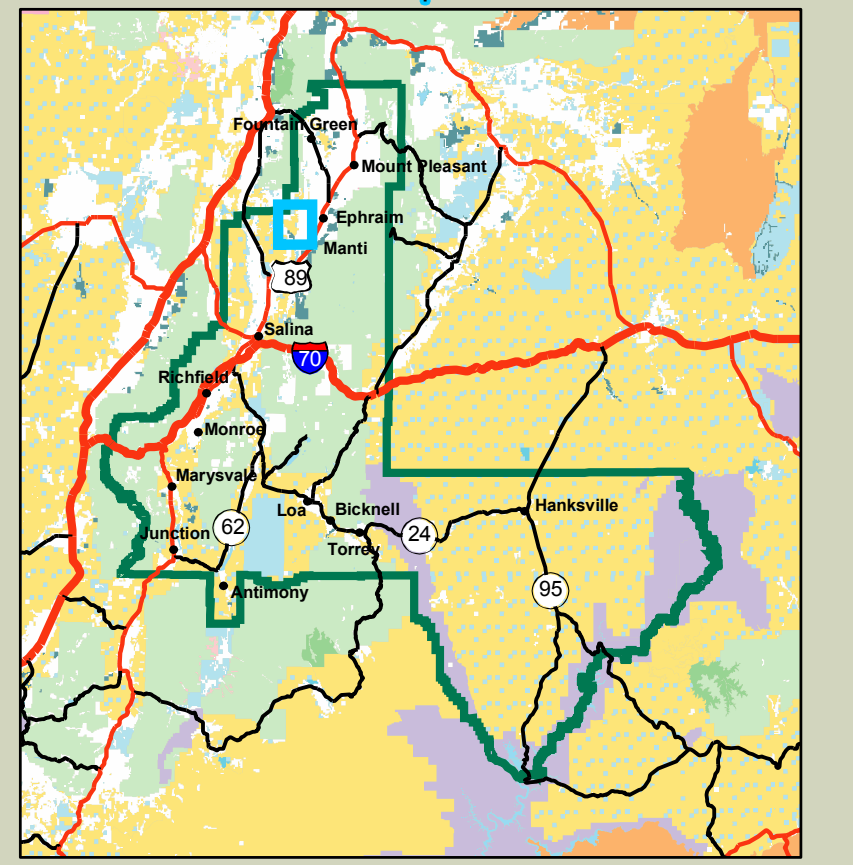 Fountain Green
Mount Pleasant
Ephraim
Manti
89
Salina
70
Richfield
Monroe
Marysvale
Loa
Bicknell
Hanksville
62
24
Junction
Torrey
95
Antimony